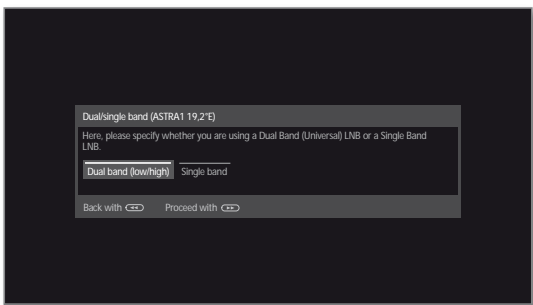 Dual/single band (ASTRA1 19,2°E)
Here, please specify whether you are using a Dual Band (Universal) LNB or a Single Band
LNB.
Dual band (low/high) Single band
Back with Proceed with